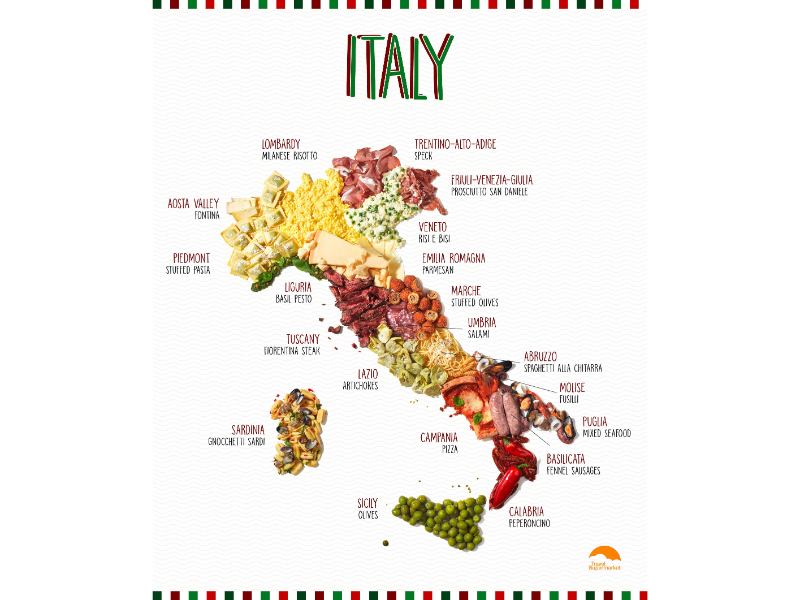 ITALY
LOMBARDY
MILANESE RISOTTO
TRENTINO-ALTO-ADIGE
SPECK
FRIULI-VENEZIA-GIULIA
PROSCIUTTO SAN DANIELE
AOSTA VALLEY
FONTINA
VENETO
RISI E BISI
PIEDMONT
STUFFED PASTA
EMILIA ROMAGNA
PARMESAN
LIGURIA
BASIL PESTO
MARCHE
STUFFED OLIVES
UMBRIA
SALAMI
TUSCANY
FIORENTINA STEAK
ABRUZZO
SPAGHETTI ALLA CHITARRA
LAZIO
ARTICHOKES
MOLISE
FUSILLI
PUGLIA
MIXED SEAFOOD
SARDINIA
GNOCCHETTI SARDI
CAMPANIA
PIZZA
BASILICATA
FENNEL SAUSAGES
SICILY
OLIVES
CALABRIA
PEPERONCINO
Travel
Supermarket